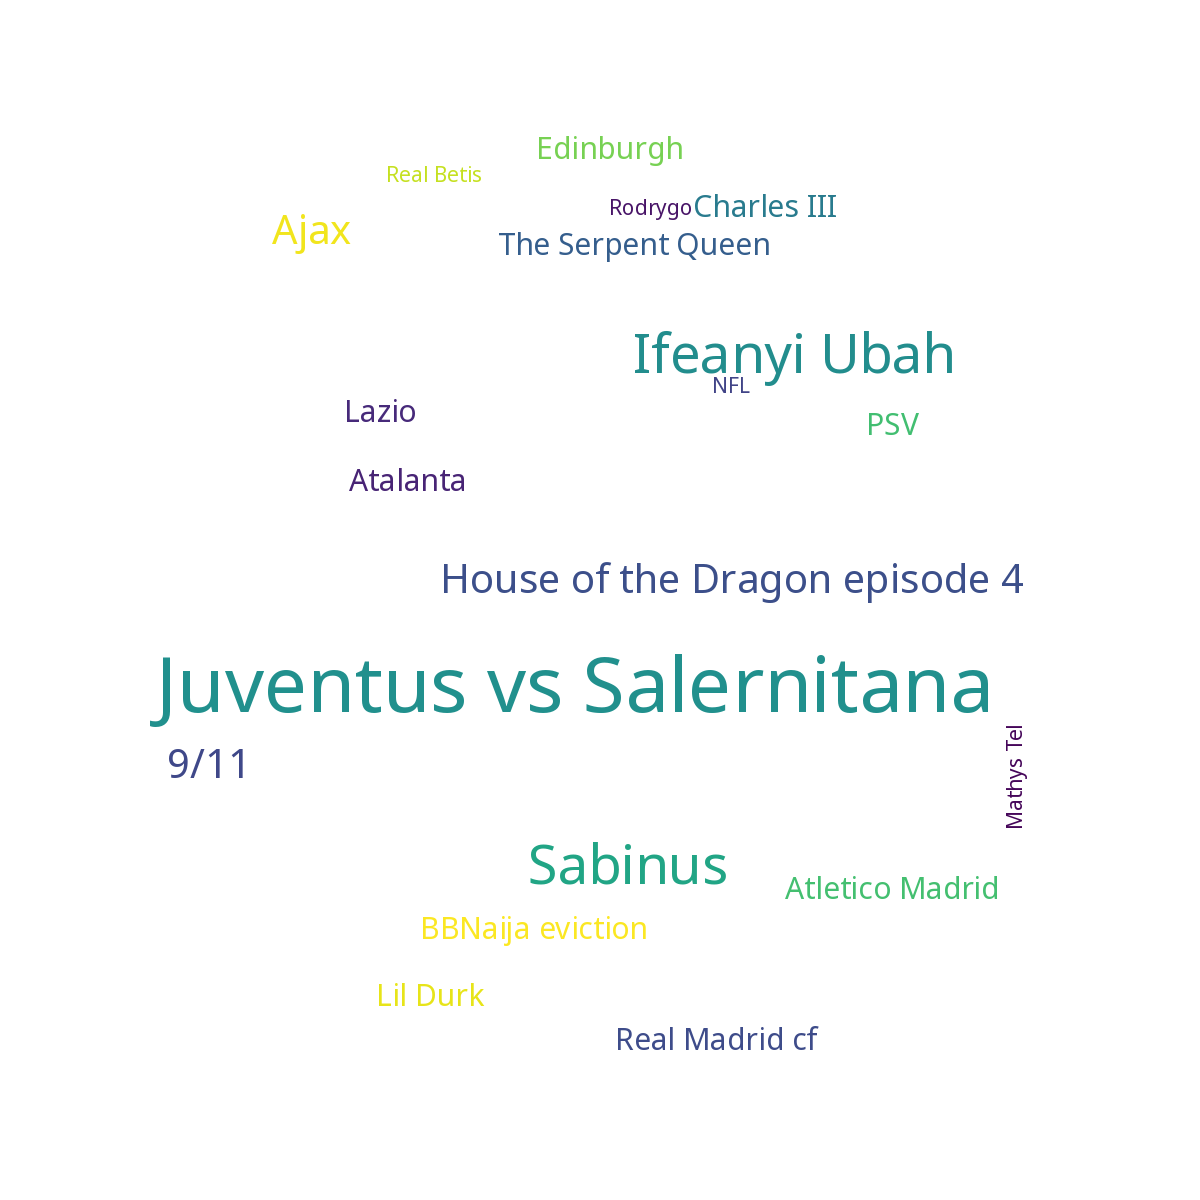 Edinburgh
Real Betis
Rodrygo
Charles III
Ajax
The Serpent Queen
Ifeanyi Ubah
NFL
Lazio
PSV
Atalanta
House of the Dragon episode 4
Juventus vs Salernitana
9/11
Mathys Tel
Sabinus
Atletico Madrid
BBNaija eviction
Lil Durk
Real Madrid cf